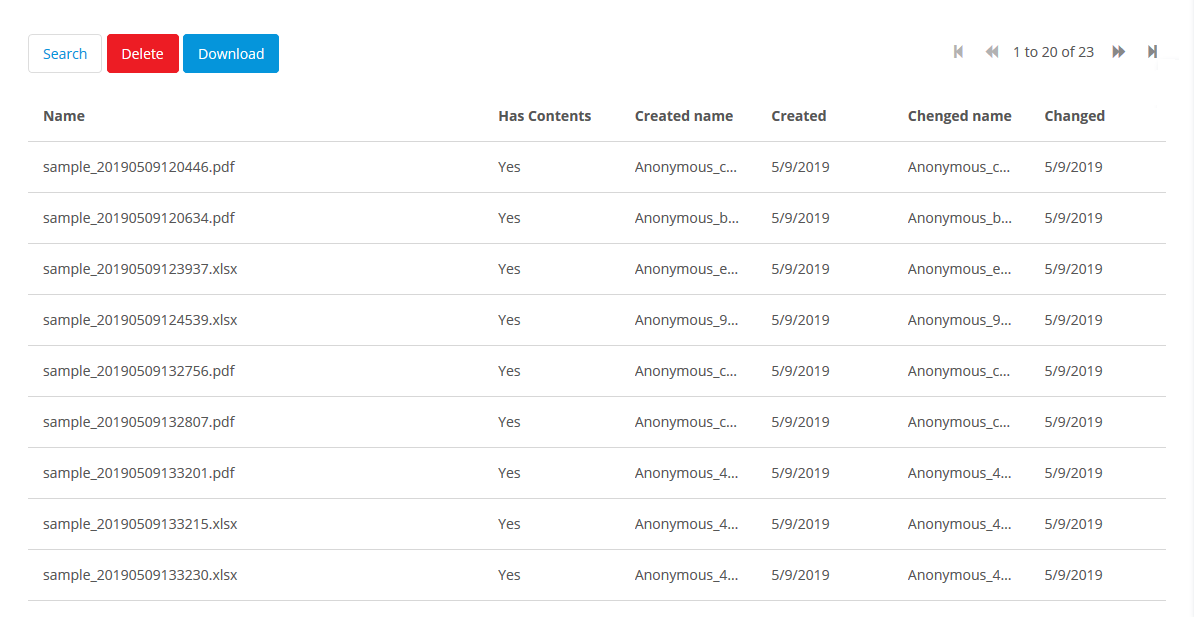 Search Delete Download 1 to 20 of 23
Name Has Contents Created name Created Chenged name Changed
sample_20190509120446.pdf Yes Anonymous_c... 5/9/2019 Anonymous_c... 5/9/2019
sample_20190509120634.pdf Yes Anonymous_b... 5/9/2019 Anonymous_b... 5/9/2019
sample_20190509123937.xlsx Yes Anonymous_e... 5/9/2019 Anonymous_e... 5/9/2019
sample_20190509124539.xlsx Yes Anonymous_9... 5/9/2019 Anonymous_9... 5/9/2019
sample_20190509132756.pdf Yes Anonymous_c... 5/9/2019 Anonymous_c... 5/9/2019
sample_20190509132807.pdf Yes Anonymous_c... 5/9/2019 Anonymous_c... 5/9/2019
sample_20190509133201.pdf Yes Anonymous_4... 5/9/2019 Anonymous_4... 5/9/2019
sample_20190509133215.xlsx Yes Anonymous_4... 5/9/2019 Anonymous_4... 5/9/2019
sample_20190509133230.xlsx Yes Anonymous_4... 5/9/2019 Anonymous_4... 5/9/2019